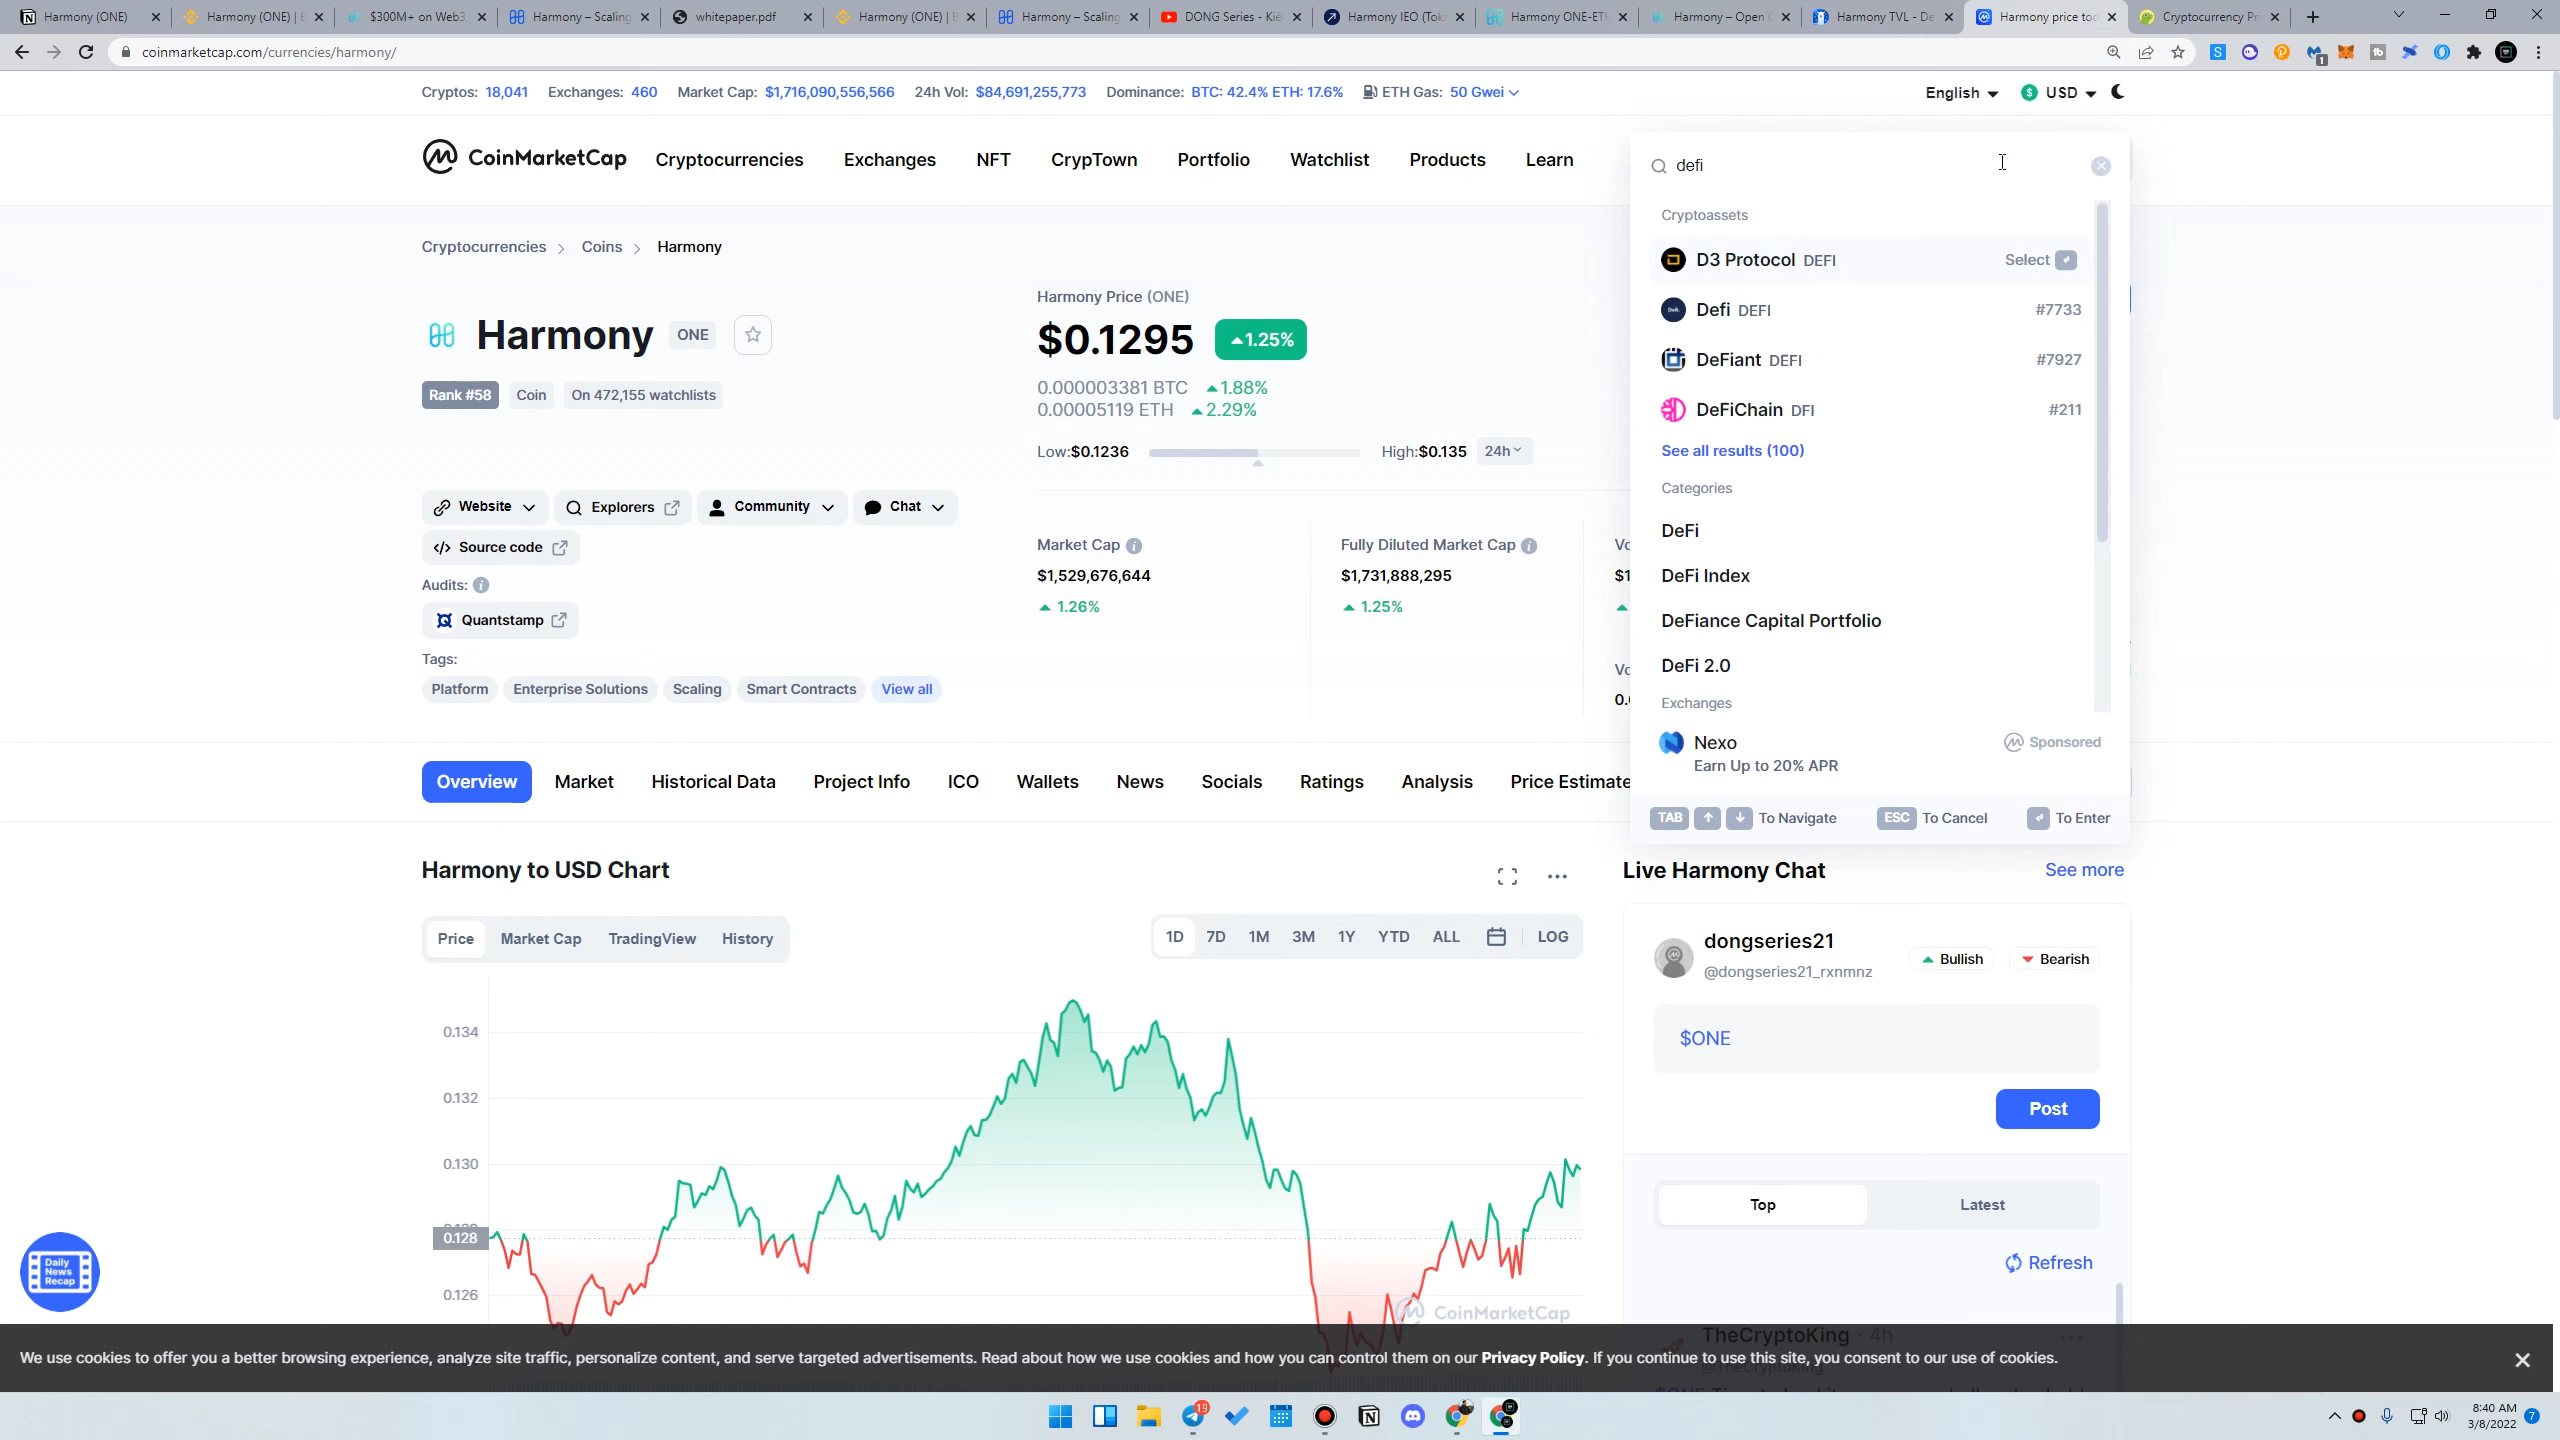 Harmony (ONE)
Harmony (ONE) | B
$300M+ on Web3
Harmony – Scaling
whitepaper.pdf
Harmony (ONE) | B
Harmony – Scaling
DONG Series - Kiế
Harmony IEO (Tok
Harmony ONE-ETH
Harmony – Open C
Harmony TVL - De
Harmony price tod
Cryptocurrency Pri
coinmarketcap.com/currencies/harmony/
Cryptos: 18,041 Exchanges: 460 Market Cap: $1,716,090,556,566 24h Vol: $84,691,255,773 Dominance: BTC: 42.4% ETH: 17.6% ETH Gas: 50 Gwei
English USD
CoinMarketCap Cryptocurrencies Exchanges NFT CrypTown Portfolio Watchlist Products Learn
defi
Cryptoassets
D3 Protocol DEFI Select
Defi DEFI #7733
DeFiant DEFI #7927
DeFiChain DFI #211
See all results (100)
Categories
DeFi
DeFi Index
DeFiance Capital Portfolio
DeFi 2.0
Exchanges
Nexo Sponsored
Earn Up to 20% APR
TAB To Navigate ESC To Cancel To Enter
Cryptocurrencies > Coins > Harmony
Harmony ONE
Rank #58 Coin On 472,155 watchlists
Harmony Price (ONE)
$0.1295 1.25%
0.000003381 BTC 1.88%
0.00005119 ETH 2.29%
Low:$0.1236 High:$0.135 24h
Website Explorers Community Chat
Source code
Audits:
Quantstamp
Tags:
Platform Enterprise Solutions Scaling Smart Contracts View all
Market Cap
$1,529,676,644
1.26%
Fully Diluted Market Cap
$1,731,888,295
1.25%
Overview Market Historical Data Project Info ICO Wallets News Socials Ratings Analysis Price Estimate
Harmony to USD Chart
Price Market Cap TradingView History
1D 7D 1M 3M 1Y YTD ALL LOG
0.134
0.132
0.130
0.128
0.126
CoinMarketCap
Live Harmony Chat See more
dongseries21
@dongseries21_rxnmnz
Bullish Bearish
$ONE
Post
Top Latest
Refresh
TheCryptoKing · 4h
Daily
News
Recap
We use cookies to offer you a better browsing experience, analyze site traffic, personalize content, and serve targeted advertisements. Read about how we use cookies and how you can control them on our Privacy Policy. If you continue to use this site, you consent to our use of cookies.
19
8:40 AM
3/8/2022
7